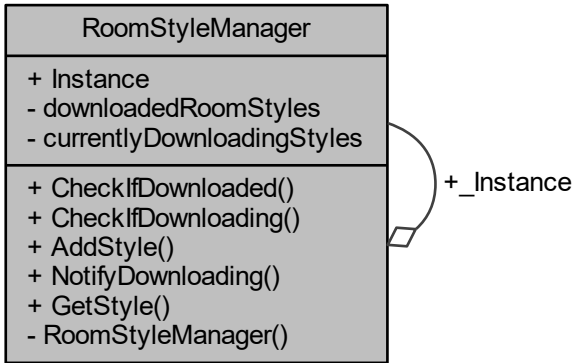 RoomStyleManager
+ Instance
- downloadedRoomStyles
- currentlyDownloadingStyles
+ CheckIfDownloaded()
+ CheckIfDownloading()
+ AddStyle()
+ NotifyDownloading()
+ GetStyle()
- RoomStyleManager()
+_Instance